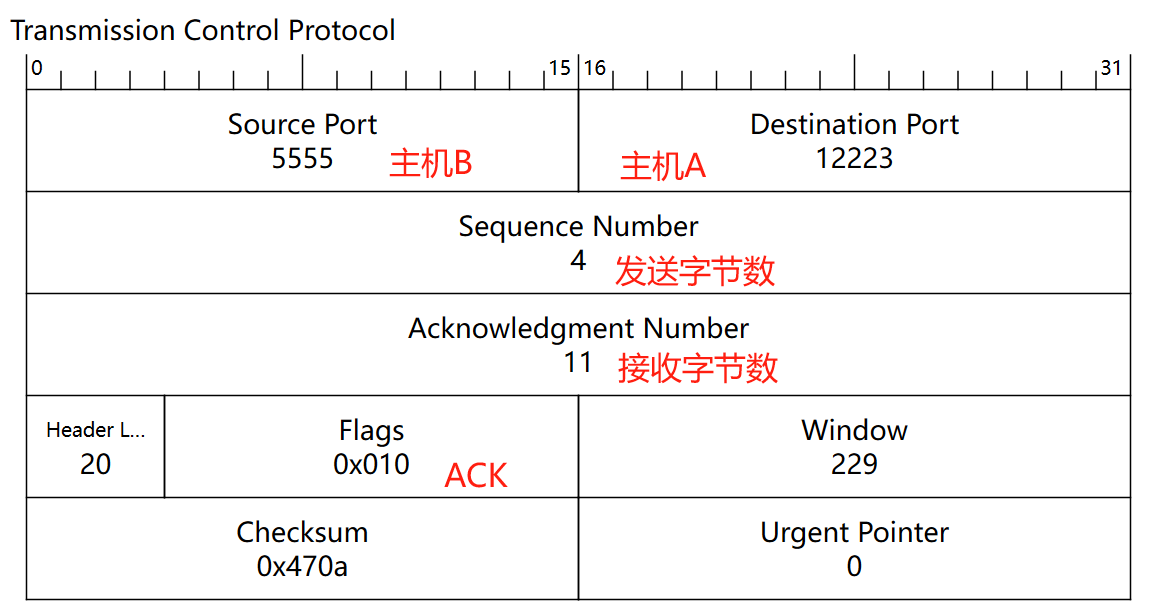 Transmission Control Protocol
0 15 16 31
Source Port Destination Port
5555 主机B 主机A 12223
Sequence Number
4 发送字节数
Acknowledgment Number
11 接收字节数
Header L... Flags Window
20 0x010 ACK 229
Checksum Urgent Pointer
0x470a 0